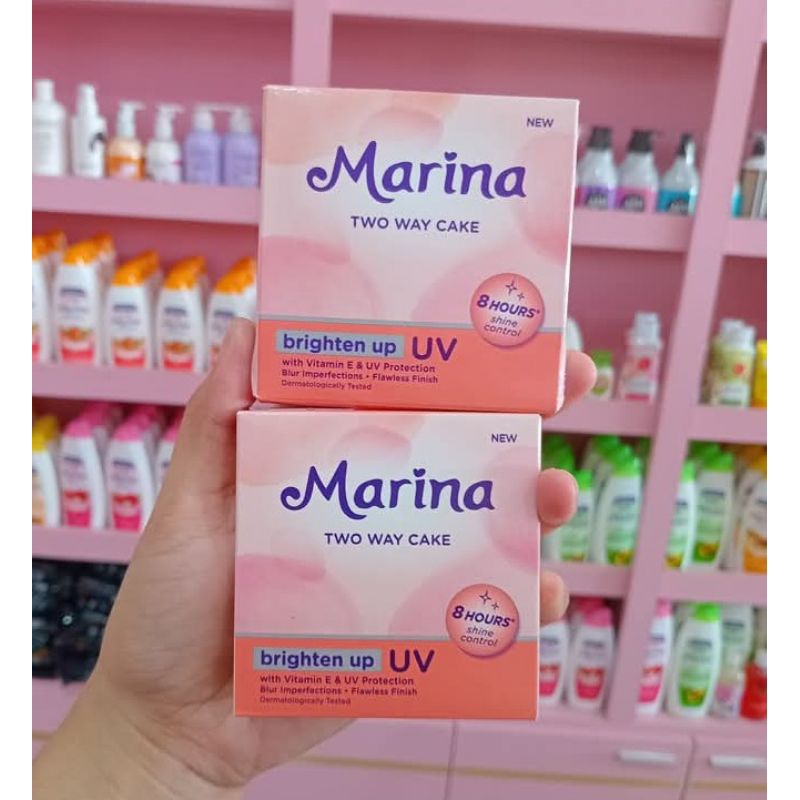 NEW
Marina
TWO WAY CAKE
8 HOURS*
shine
control
brighten up UV
with Vitamin E & UV Protection
Blur Imperfections • Flawless Finish
Dermatologically Tested
NEW
Marina
TWO WAY CAKE
8 HOURS*
shine
control
brighten up UV
with Vitamin E & UV Protection
Blur Imperfections • Flawless Finish
Dermatologically Tested